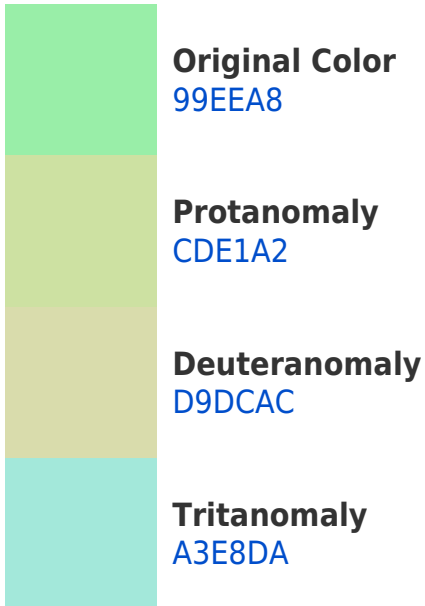 Original Color
99EEA8
Protanomaly
CDE1A2
Deuteranomaly
D9DCAC
Tritanomaly
A3E8DA